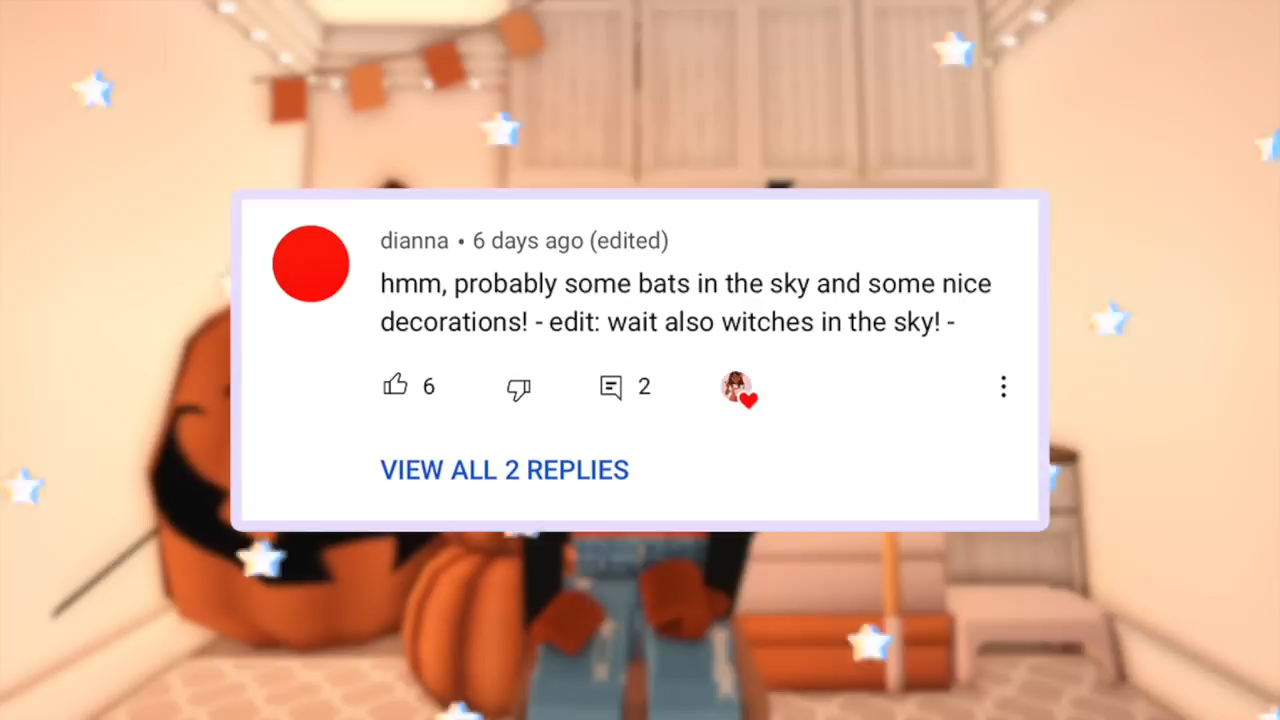 dianna • 6 days ago (edited)
hmm, probably some bats in the sky and some nice
decorations! - edit: wait also witches in the sky! -
6
2
VIEW ALL 2 REPLIES